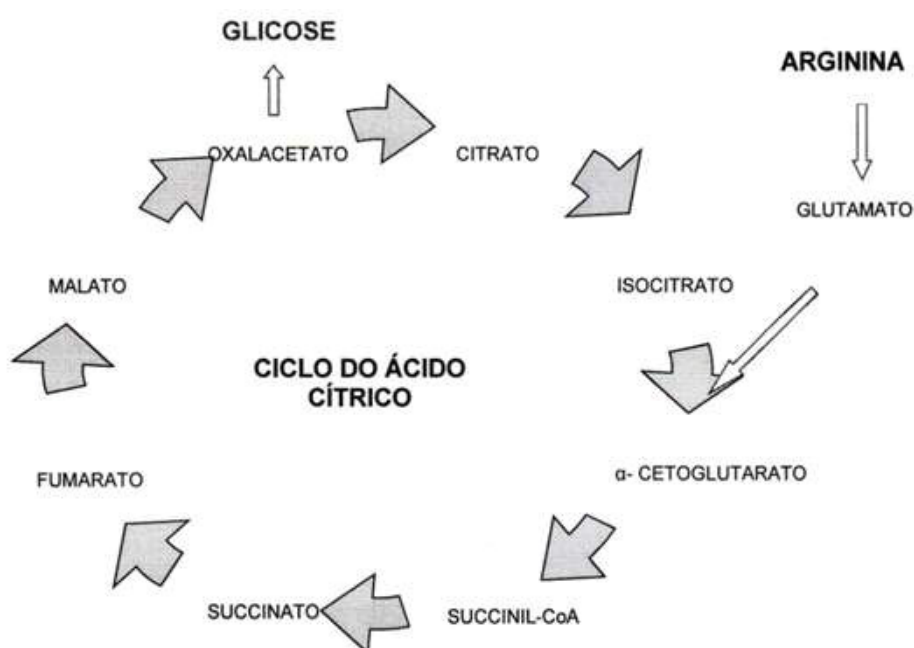 GLICOSE
ARGININA
OXALACETATO
CITRATO
GLUTAMATO
MALATO
ISOCITRATO
CICLO DO ÁCIDO
CÍTRICO
FUMARATO
α- CETOGLUTARATO
SUCCINATO
SUCCINIL-CoA